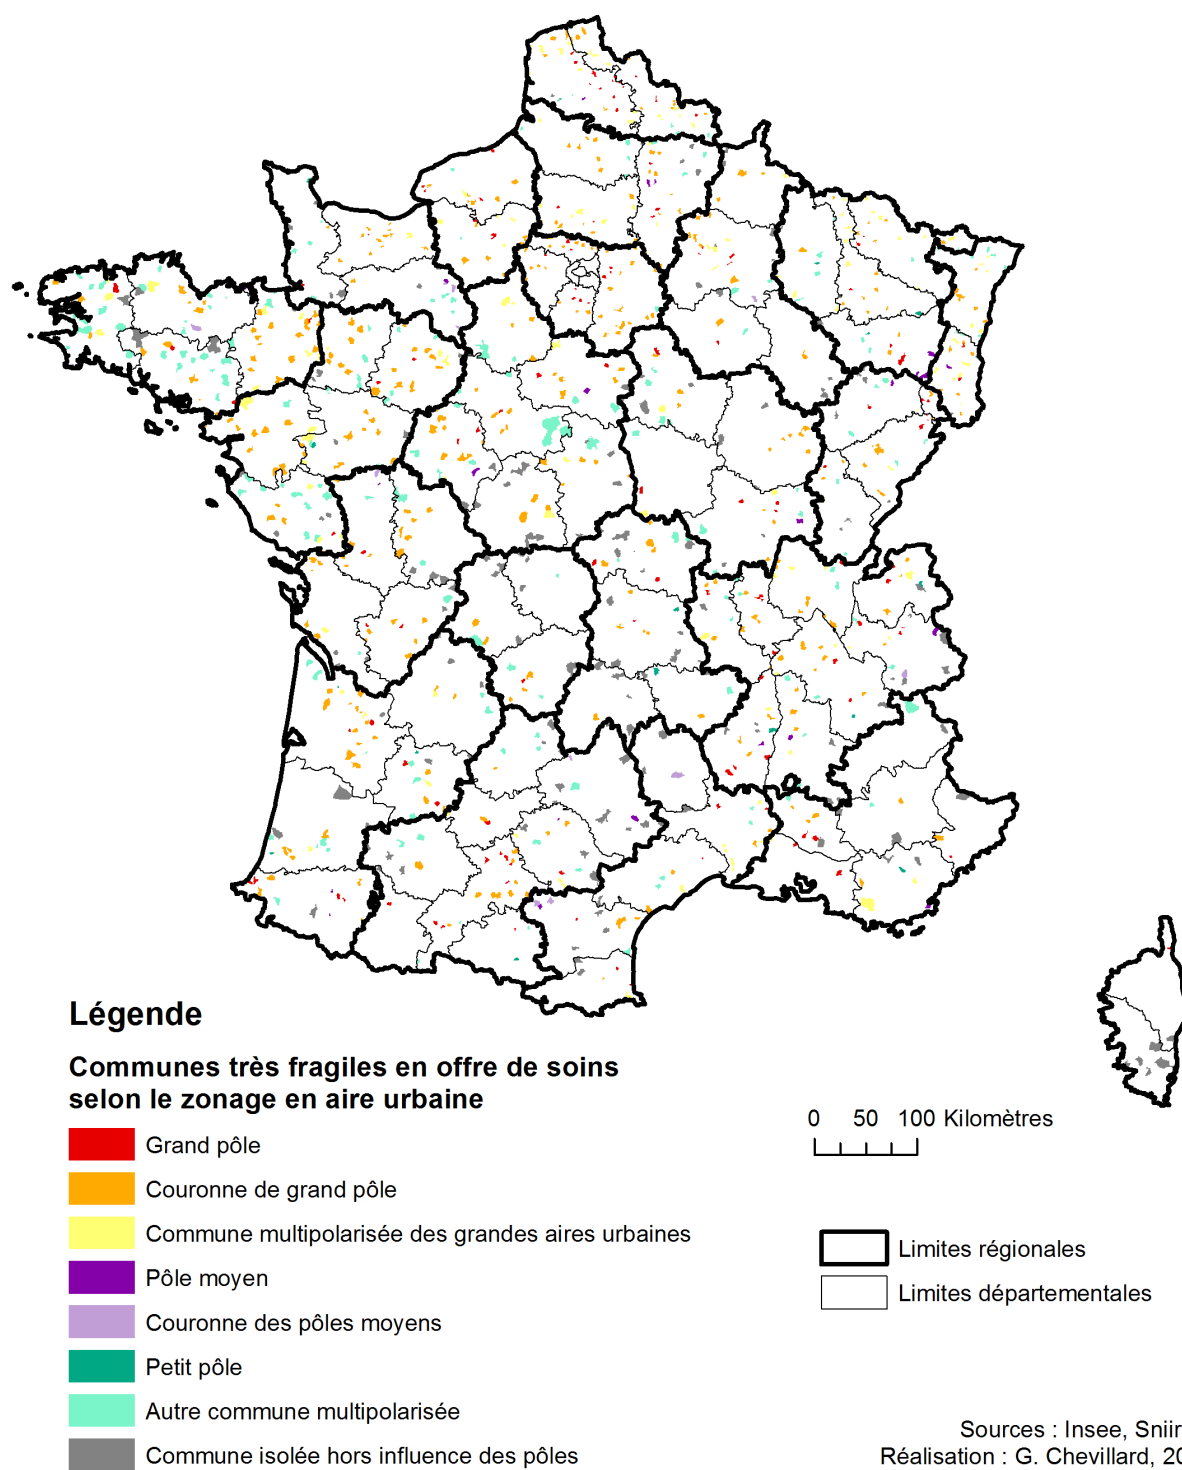 Légende
Communes très fragiles en offre de soins
selon le zonage en aire urbaine
Grand pôle
Couronne de grand pôle
Commune multipolarisée des grandes aires urbaines
Pôle moyen
Couronne des pôles moyens
Petit pôle
Autre commune multipolarisée
Commune isolée hors influence des pôles
0 50 100 Kilomètres
Limites régionales
Limites départementales
Sources : Insee, Sniir
Réalisation : G. Chevillard, 20